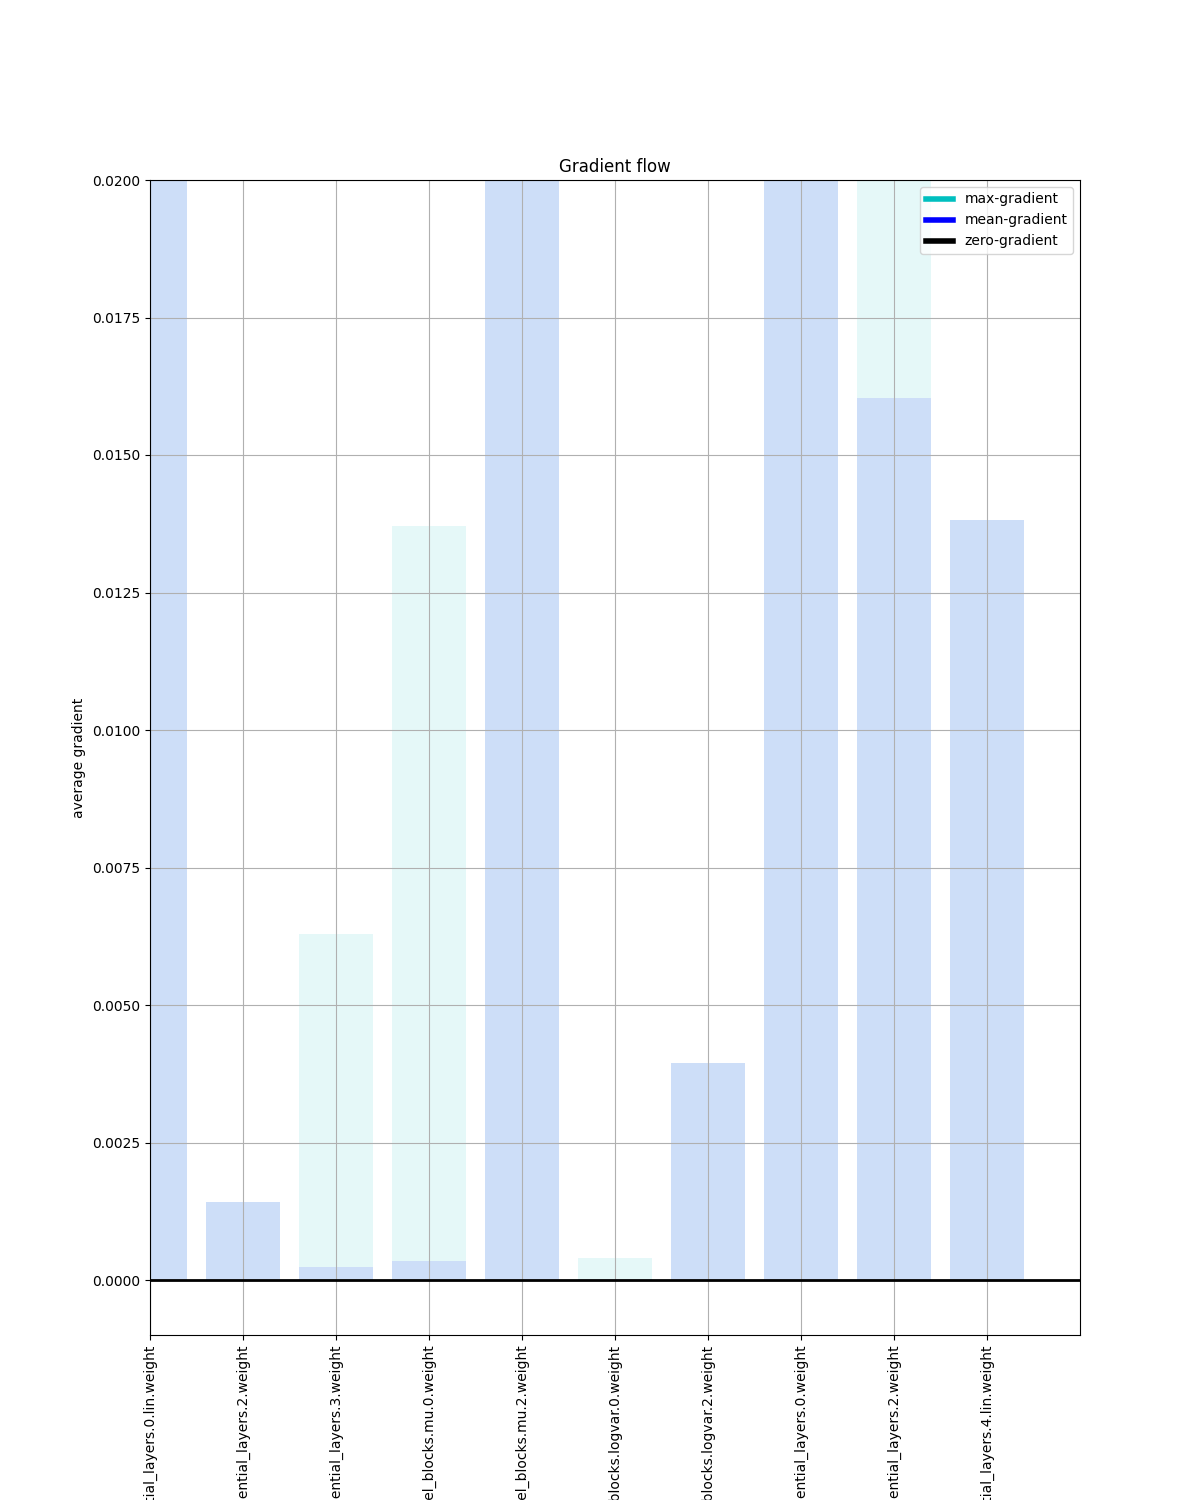 Gradient flow
max-gradient
mean-gradient
zero-gradient
0.0200
0.0175
0.0150
0.0125
0.0100
0.0075
0.0050
0.0025
0.0000
average gradient
tial_layers.0.lin.weight
ential_layers.2.weight
ential_layers.3.weight
el_blocks.mu.0.weight
el_blocks.mu.2.weight
blocks.logvar.0.weight
blocks.logvar.2.weight
ential_layers.0.weight
ential_layers.2.weight
tial_layers.4.lin.weight